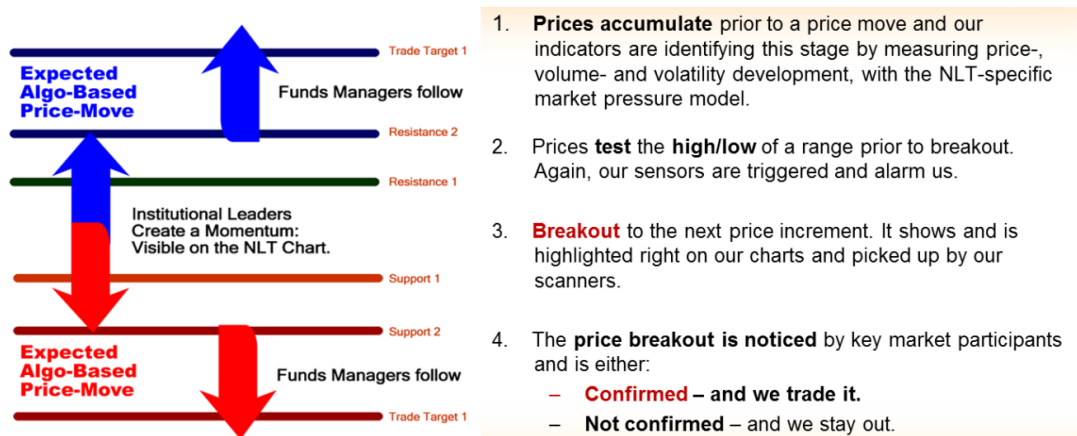 Trade Target 1
Expected
Algo-Based
Price-Move
Funds Managers follow
Resistance 2
Resistance 1
Institutional Leaders
Create a Momentum:
Visible on the NLT Chart.
Support 1
Support 2
Expected
Algo-Based
Price-Move
Funds Managers follow
Trade Target 1
1. Prices accumulate prior to a price move and our
indicators are identifying this stage by measuring price-,
volume- and volatility development, with the NLT-specific
market pressure model.
2. Prices test the high/low of a range prior to breakout.
Again, our sensors are triggered and alarm us.
3. Breakout to the next price increment. It shows and is
highlighted right on our charts and picked up by our
scanners.
4. The price breakout is noticed by key market participants
and is either:
– Confirmed – and we trade it.
– Not confirmed – and we stay out.